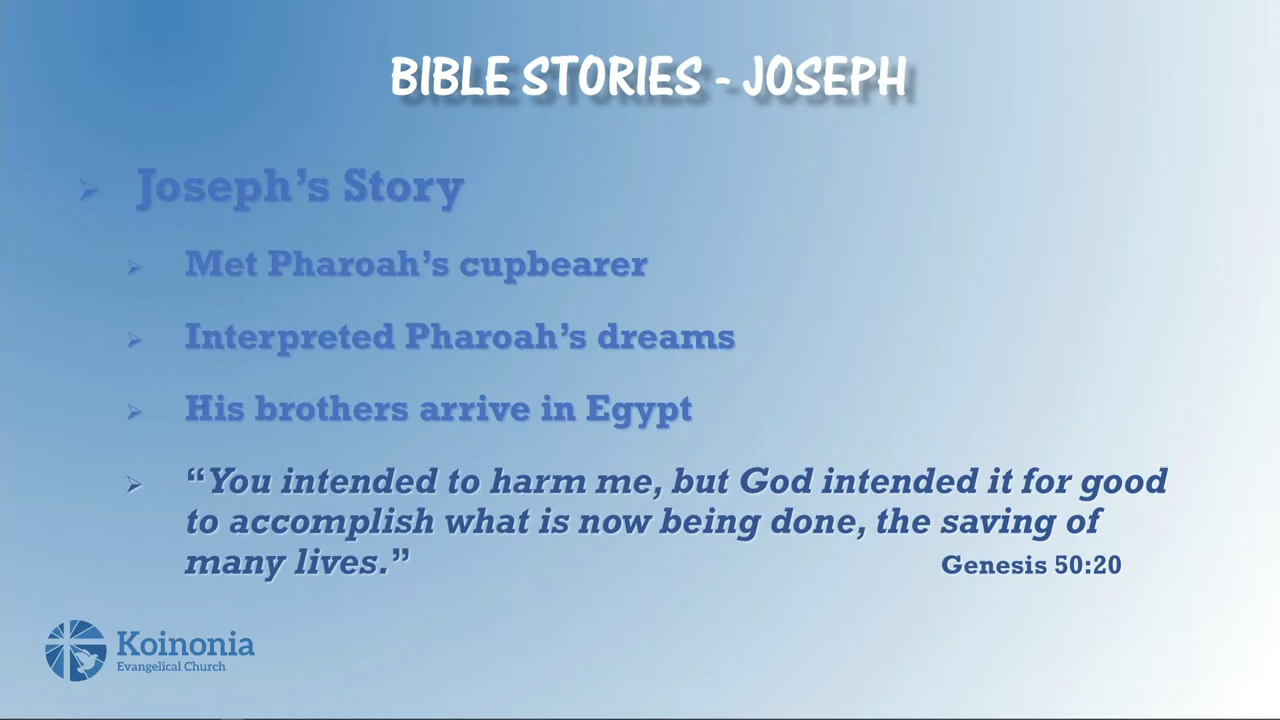 BIBLE STORIES - JOSEPH
Joseph’s Story
Met Pharoah’s cupbearer
Interpreted Pharoah’s dreams
His brothers arrive in Egypt
“You intended to harm me, but God intended it for good
to accomplish what is now being done, the saving of
many lives.” Genesis 50:20
Koinonia
Evangelical Church